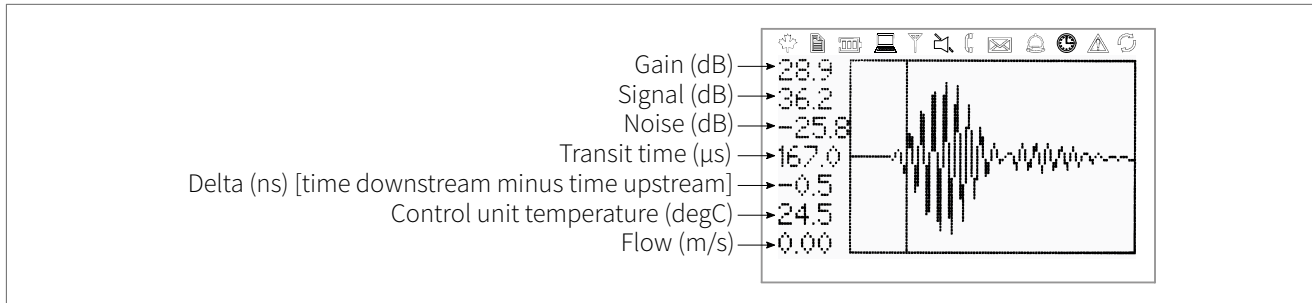 Gain (dB) 28.9
Signal (dB) 36.2
Noise (dB) -25.8
Transit time (µs) 167.0
Delta (ns) [time downstream minus time upstream] -0.5
Control unit temperature (degC) 24.5
Flow (m/s) 0.00